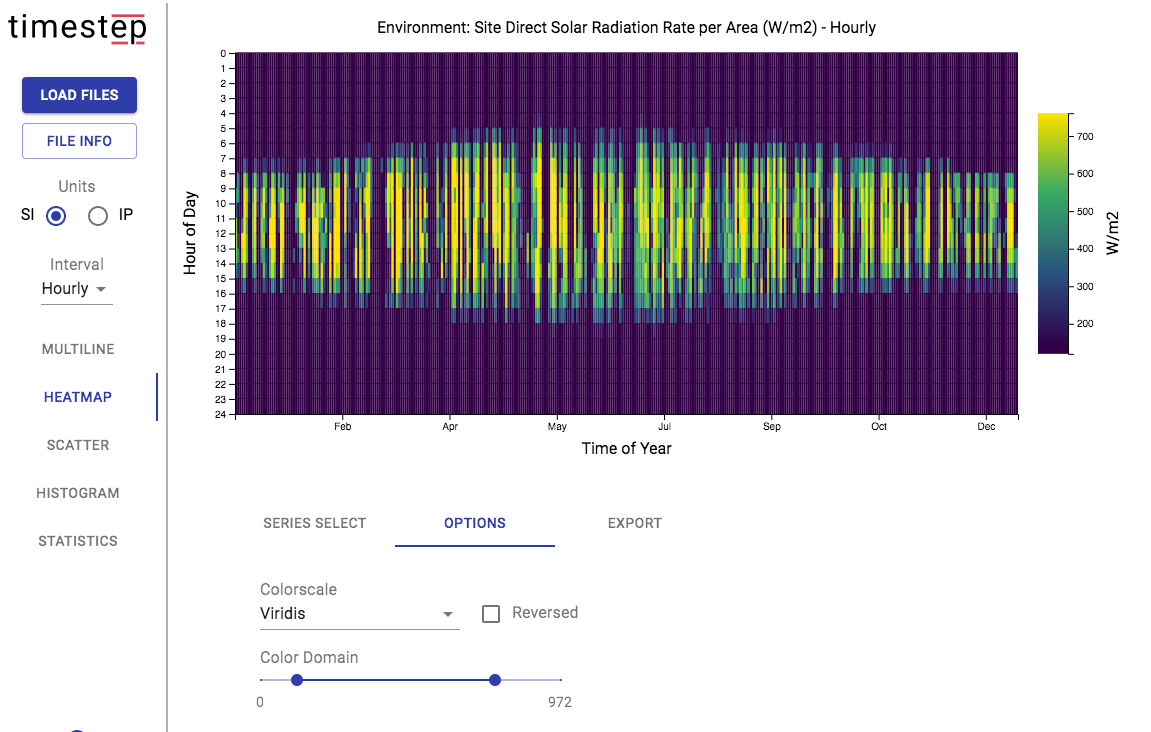 timestep
LOAD FILES
FILE INFO
Units
SI IP
Interval
Hourly
MULTILINE
HEATMAP
SCATTER
HISTOGRAM
STATISTICS
Environment: Site Direct Solar Radiation Rate per Area (W/m2) - Hourly
Hour of Day
0
1
2
3
4
5
6
7
8
9
10
11
12
13
14
15
16
17
18
19
20
21
22
23
24
Feb Apr May Jul Sep Oct Dec
Time of Year
700
600
500
400
300
200
W/m2
SERIES SELECT OPTIONS EXPORT
Colorscale
Viridis Reversed
Color Domain
0 972